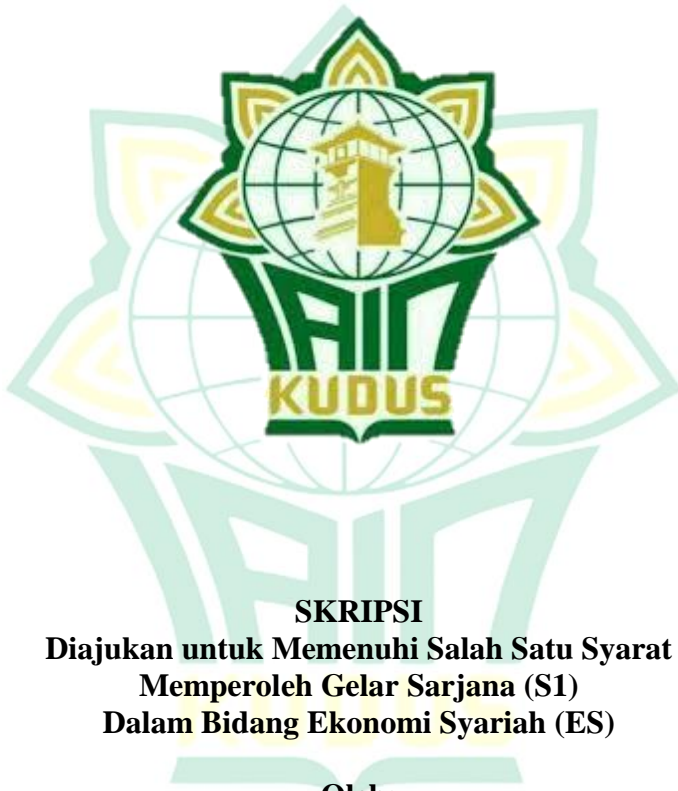 IAIN
KUDUS
SKRIPSI
Diajukan untuk Memenuhi Salah Satu Syarat
Memperoleh Gelar Sarjana (S1)
Dalam Bidang Ekonomi Syariah (ES)